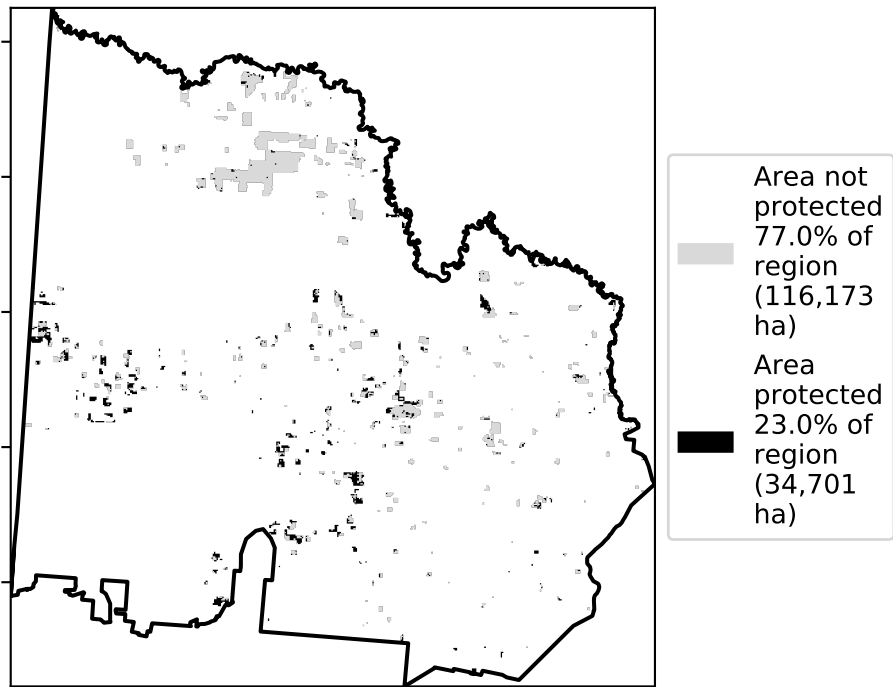 Area not
protected
77.0% of
region
(116,173
ha)
Area
protected
23.0% of
region
(34,701
ha)